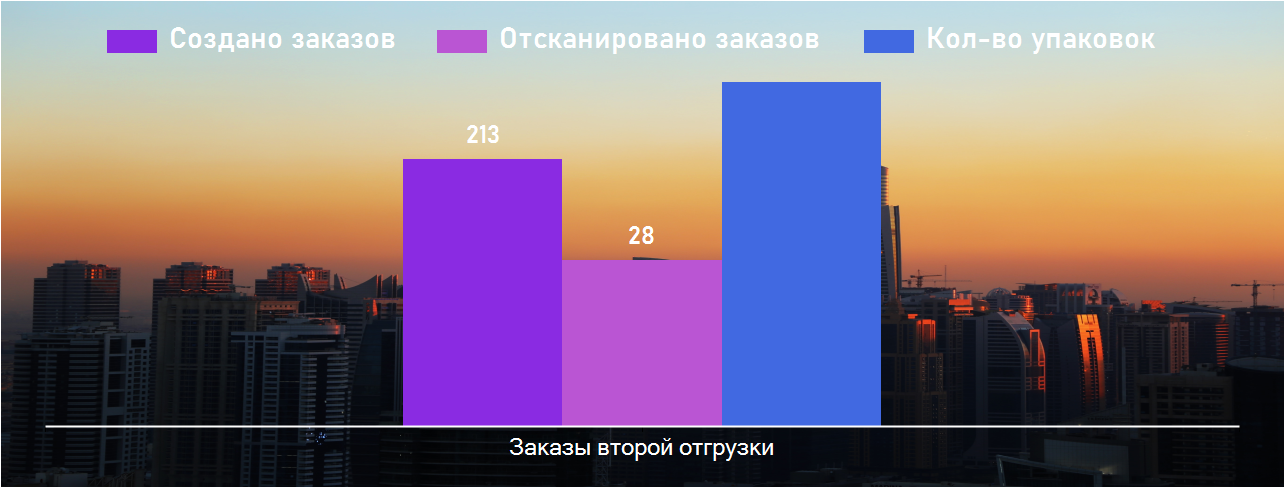 Создано заказов Отсканировано заказов Кол-во упаковок
213
28
Заказы второй отгрузки